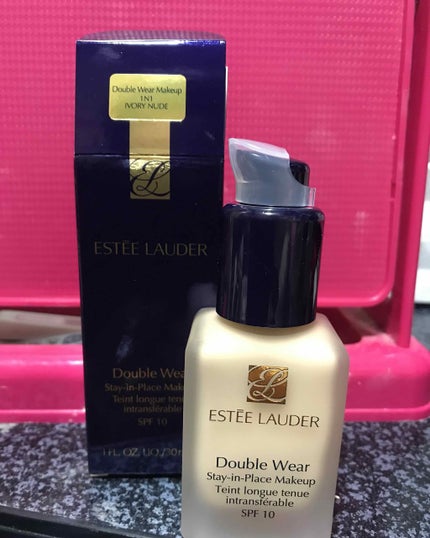 Double Wear Makeup
1N1
IVORY NUDE
ESTĒE LAUDER
Double Wear
Stay-in-Place Makeup
Teint longue tenue
intransférable
SPF 10
1 FL. OZ. LIQ./30m
ESTĒE LAUDER
Double Wear
Stay-in-Place Makeup
Teint longue tenue
intransférable
SPF 10